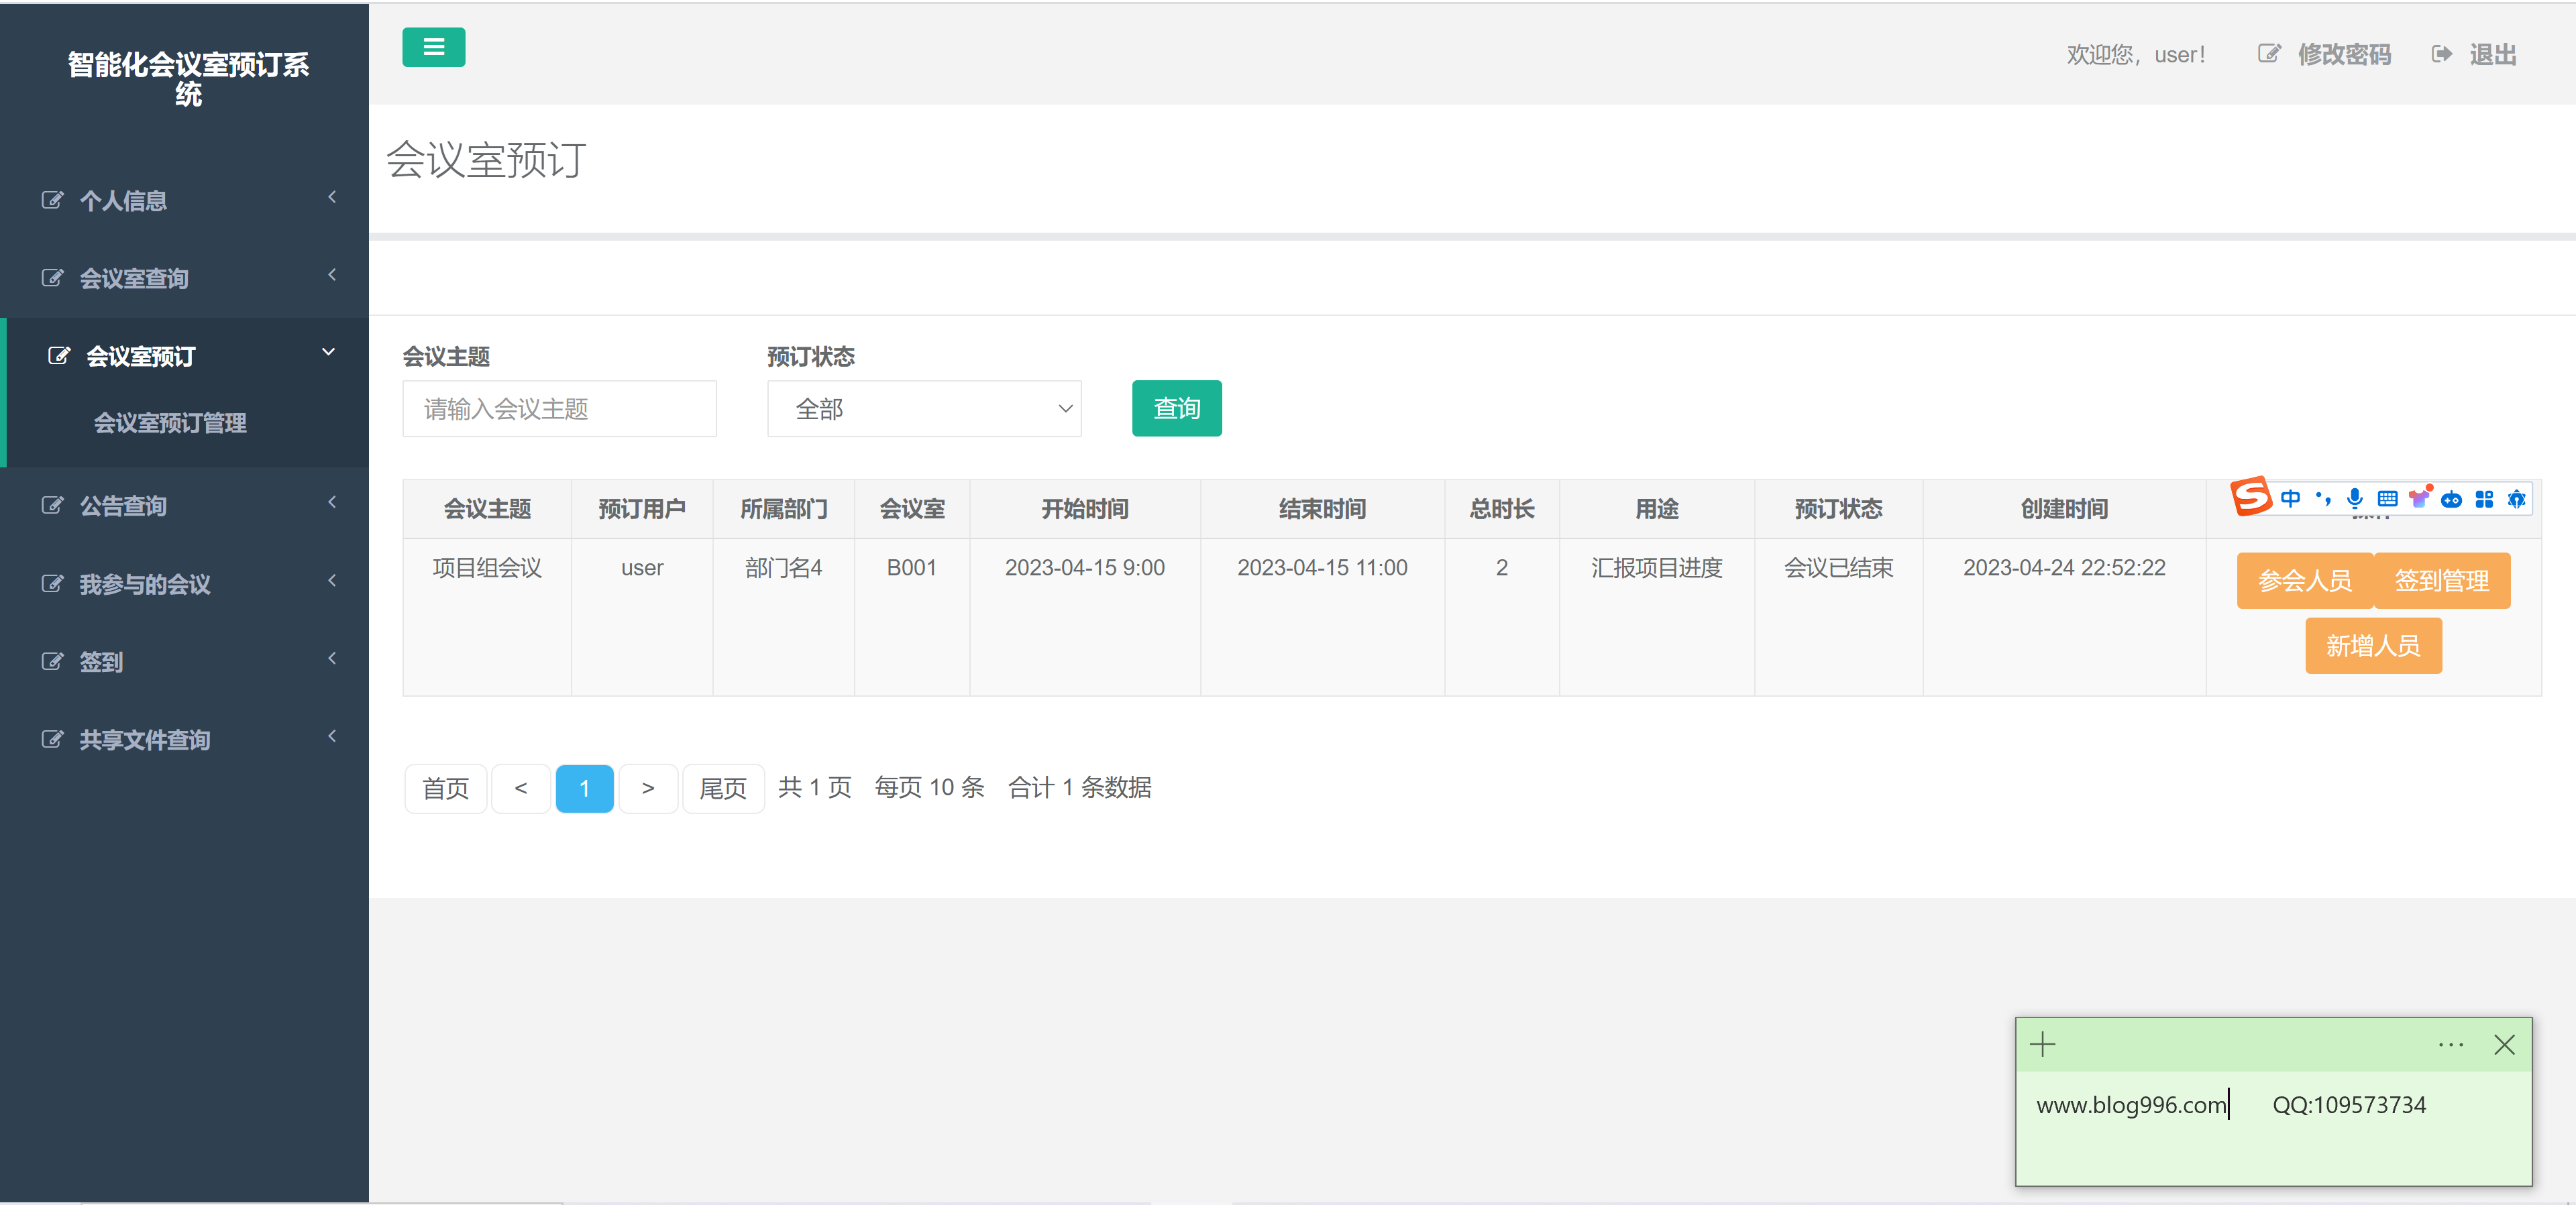 智能化会议室预订系
统
欢迎您，user！ 修改密码 退出
会议室预订
个人信息
会议室查询
会议室预订
会议室预订管理
公告查询
我参与的会议
签到
共享文件查询
会议主题 预订状态
请输入会议主题 全部 查询
会议主题 预订用户 所属部门 会议室 开始时间 结束时间 总时长 用途 预订状态 创建时间
中
项目组会议 user 部门名4 B001 2023-04-15 9:00 2023-04-15 11:00 2 汇报项目进度 会议已结束 2023-04-24 22:52:22 参会人员 签到管理
新增人员
首页 < 1 > 尾页 共 1 页 每页 10 条 合计 1 条数据
www.blog996.com QQ:109573734